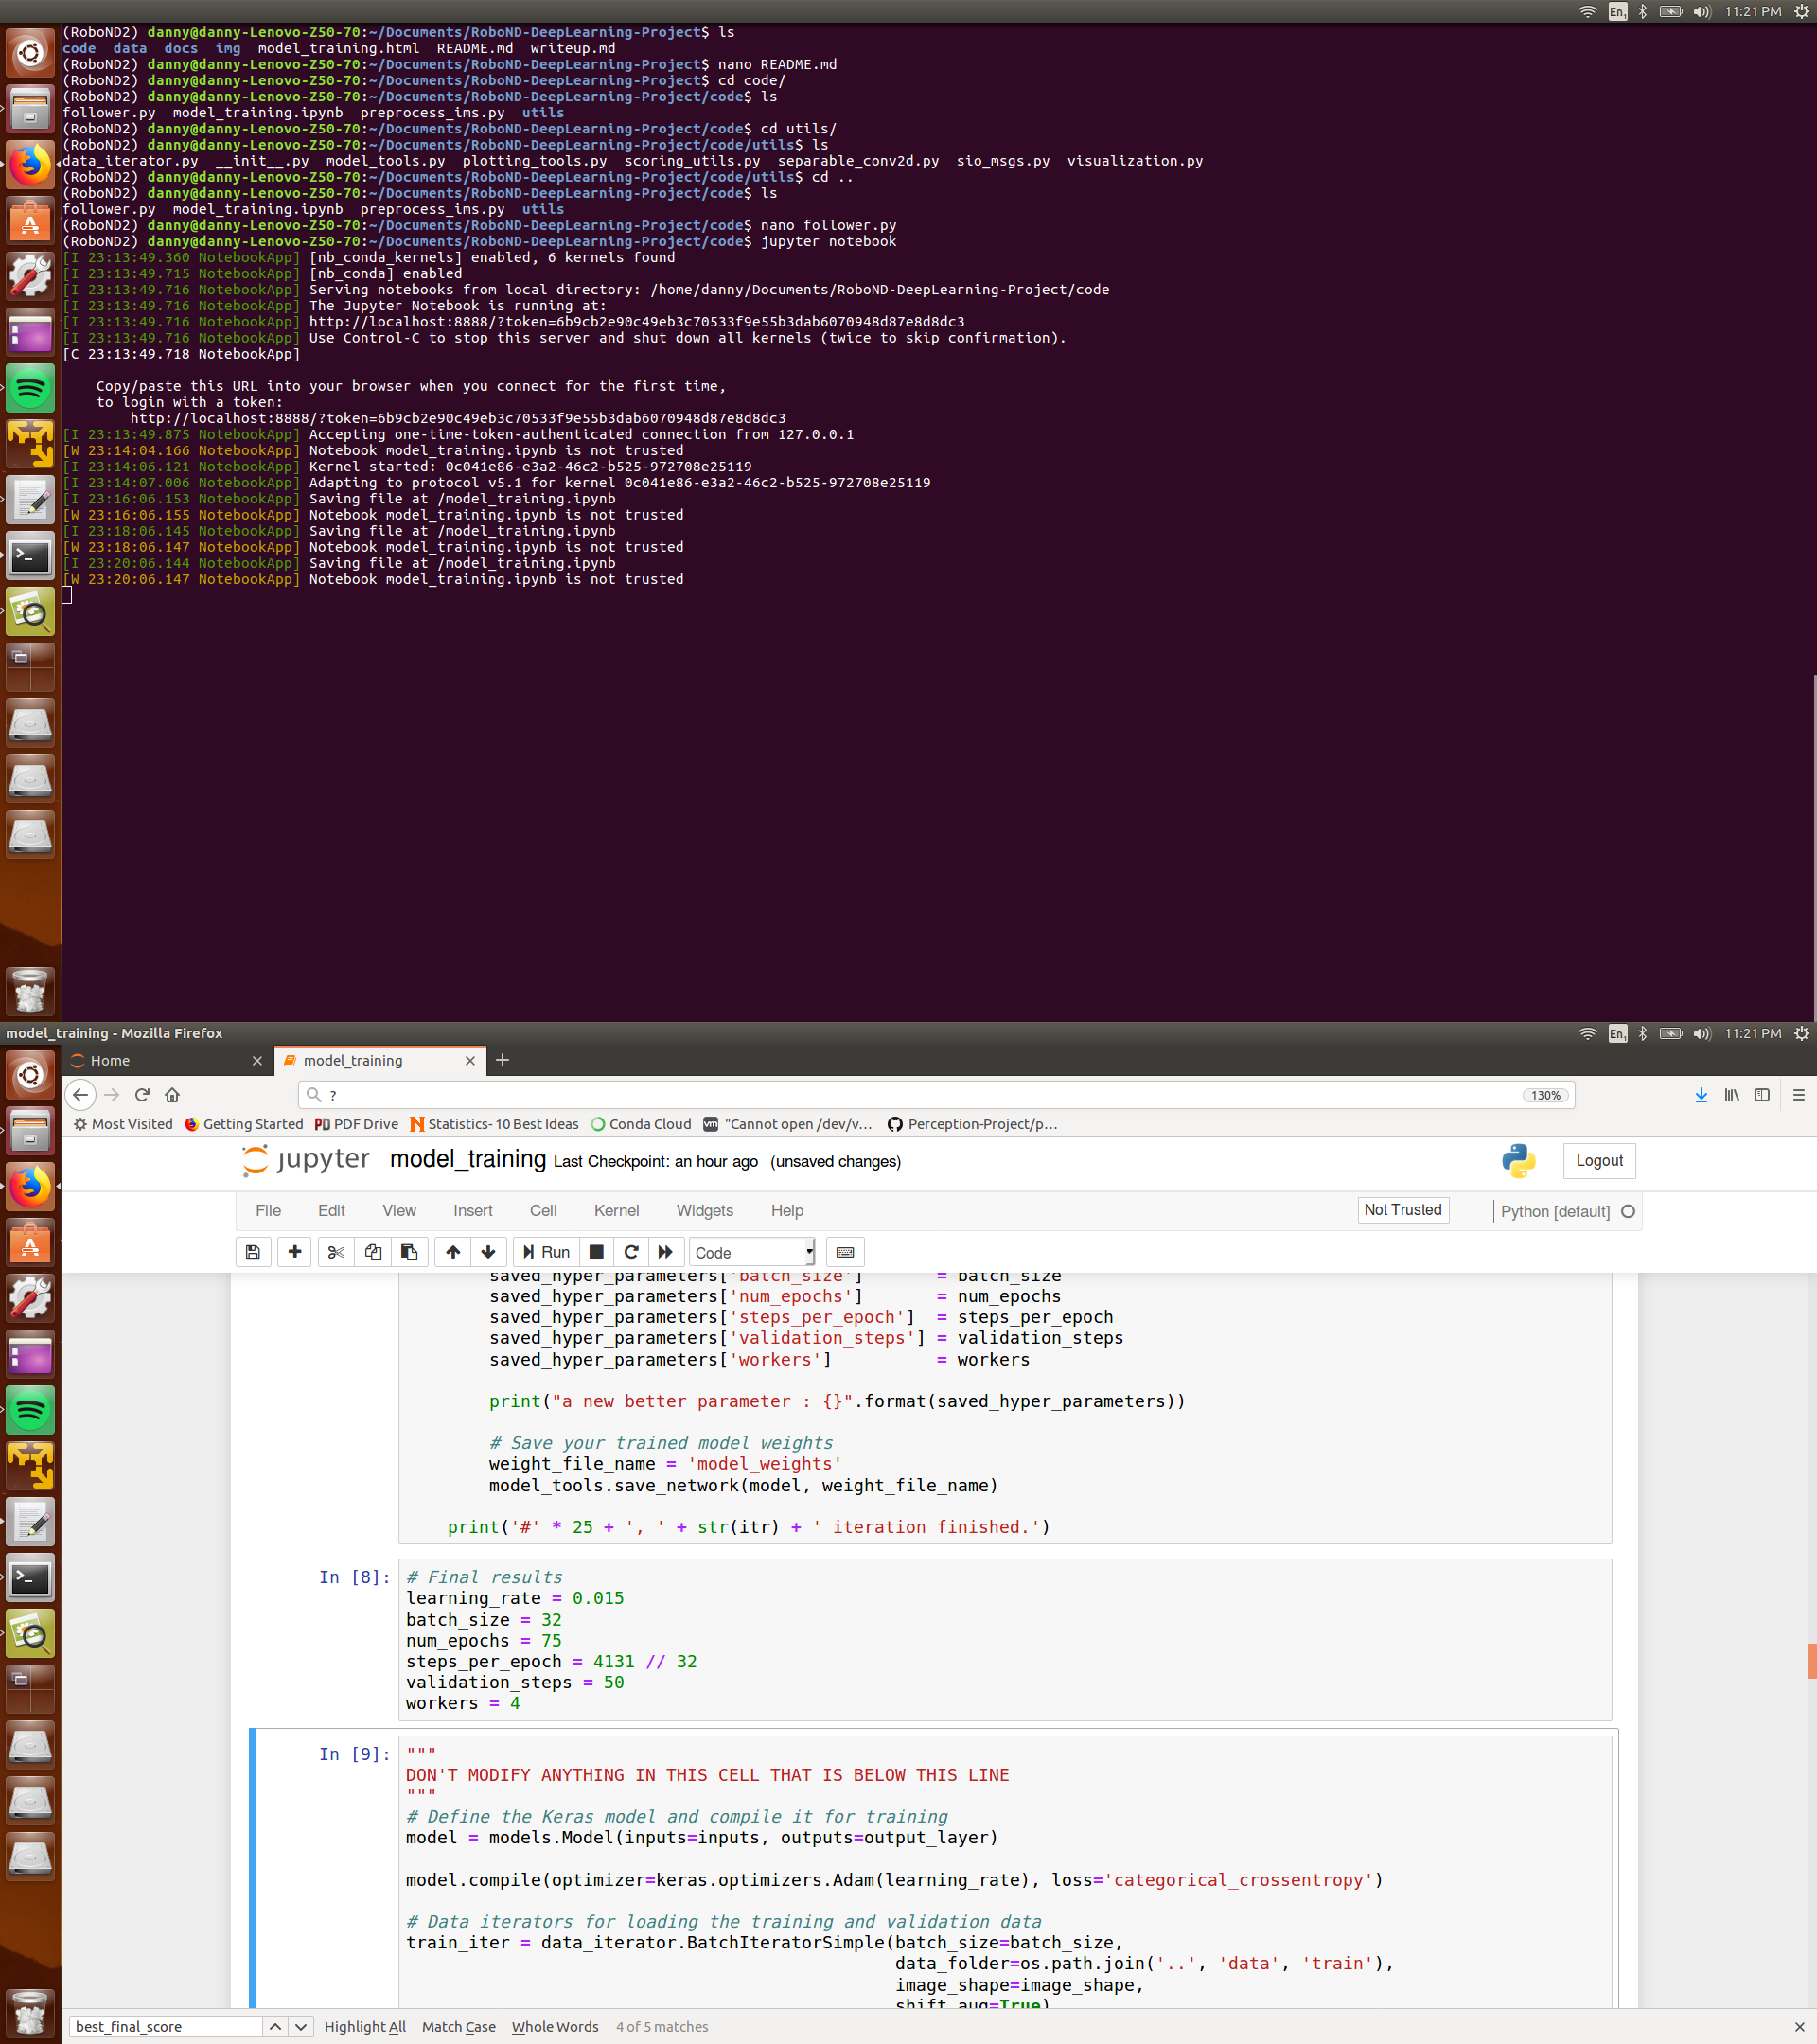 En1 11:21 PM
(RoboND2) danny@danny-Lenovo-Z50-70:~/Documents/RoboND-DeepLearning-Project$ ls
code data docs img model_training.html README.md writeup.md
(RoboND2) danny@danny-Lenovo-Z50-70:~/Documents/RoboND-DeepLearning-Project$ nano README.md
(RoboND2) danny@danny-Lenovo-Z50-70:~/Documents/RoboND-DeepLearning-Project$ cd code/
(RoboND2) danny@danny-Lenovo-Z50-70:~/Documents/RoboND-DeepLearning-Project/code$ ls
follower.py model_training.ipynb preprocess_ims.py utils
(RoboND2) danny@danny-Lenovo-Z50-70:~/Documents/RoboND-DeepLearning-Project/code$ cd utils/
(RoboND2) danny@danny-Lenovo-Z50-70:~/Documents/RoboND-DeepLearning-Project/code/utils$ ls
data_iterator.py __init__.py model_tools.py plotting_tools.py scoring_utils.py separable_conv2d.py sio_msgs.py visualization.py
(RoboND2) danny@danny-Lenovo-Z50-70:~/Documents/RoboND-DeepLearning-Project/code/utils$ cd ..
(RoboND2) danny@danny-Lenovo-Z50-70:~/Documents/RoboND-DeepLearning-Project/code$ ls
follower.py model_training.ipynb preprocess_ims.py utils
(RoboND2) danny@danny-Lenovo-Z50-70:~/Documents/RoboND-DeepLearning-Project/code$ nano follower.py
(RoboND2) danny@danny-Lenovo-Z50-70:~/Documents/RoboND-DeepLearning-Project/code$ jupyter notebook
[I 23:13:49.360 NotebookApp] [nb_conda_kernels] enabled, 6 kernels found
[I 23:13:49.715 NotebookApp] [nb_conda] enabled
[I 23:13:49.716 NotebookApp] Serving notebooks from local directory: /home/danny/Documents/RoboND-DeepLearning-Project/code
[I 23:13:49.716 NotebookApp] The Jupyter Notebook is running at:
[I 23:13:49.716 NotebookApp] http://localhost:8888/?token=6b9cb2e90c49eb3c70533f9e55b3dab6070948d87e8d8dc3
[I 23:13:49.716 NotebookApp] Use Control-C to stop this server and shut down all kernels (twice to skip confirmation).
[C 23:13:49.718 NotebookApp]
Copy/paste this URL into your browser when you connect for the first time,
to login with a token:
http://localhost:8888/?token=6b9cb2e90c49eb3c70533f9e55b3dab6070948d87e8d8dc3
[I 23:13:49.875 NotebookApp] Accepting one-time-token-authenticated connection from 127.0.0.1
[W 23:14:04.166 NotebookApp] Notebook model_training.ipynb is not trusted
[I 23:14:06.121 NotebookApp] Kernel started: 0c041e86-e3a2-46c2-b525-972708e25119
[I 23:14:07.006 NotebookApp] Adapting to protocol v5.1 for kernel 0c041e86-e3a2-46c2-b525-972708e25119
[I 23:16:06.153 NotebookApp] Saving file at /model_training.ipynb
[W 23:16:06.155 NotebookApp] Notebook model_training.ipynb is not trusted
[I 23:18:06.145 NotebookApp] Saving file at /model_training.ipynb
[W 23:18:06.147 NotebookApp] Notebook model_training.ipynb is not trusted
[I 23:20:06.144 NotebookApp] Saving file at /model_training.ipynb
[W 23:20:06.147 NotebookApp] Notebook model_training.ipynb is not trusted
model_training - Mozilla Firefox En1 11:21 PM
Home model_training
? 130%
Most Visited Getting Started PDF Drive Statistics- 10 Best Ideas Conda Cloud "Cannot open /dev/v... Perception-Project/p...
jupyter model_training Last Checkpoint: an hour ago (unsaved changes) Logout
File Edit View Insert Cell Kernel Widgets Help Not Trusted Python [default]
Run Code
saved_hyper_parameters['batch_size'] = batch_size
saved_hyper_parameters['num_epochs'] = num_epochs
saved_hyper_parameters['steps_per_epoch'] = steps_per_epoch
saved_hyper_parameters['validation_steps'] = validation_steps
saved_hyper_parameters['workers'] = workers
print("a new better parameter : {}".format(saved_hyper_parameters))
# Save your trained model weights
weight_file_name = 'model_weights'
model_tools.save_network(model, weight_file_name)
print('#' * 25 + ', ' + str(itr) + ' iteration finished.')
In [8]: # Final results
learning_rate = 0.015
batch_size = 32
num_epochs = 75
steps_per_epoch = 4131 // 32
validation_steps = 50
workers = 4
In [9]: """
DON'T MODIFY ANYTHING IN THIS CELL THAT IS BELOW THIS LINE
"""
# Define the Keras model and compile it for training
model = models.Model(inputs=inputs, outputs=output_layer)
model.compile(optimizer=keras.optimizers.Adam(learning_rate), loss='categorical_crossentropy')
# Data iterators for loading the training and validation data
train_iter = data_iterator.BatchIteratorSimple(batch_size=batch_size,
data_folder=os.path.join('..', 'data', 'train'),
image_shape=image_shape,
shift_aug=True)
best_final_score Highlight All Match Case Whole Words 4 of 5 matches